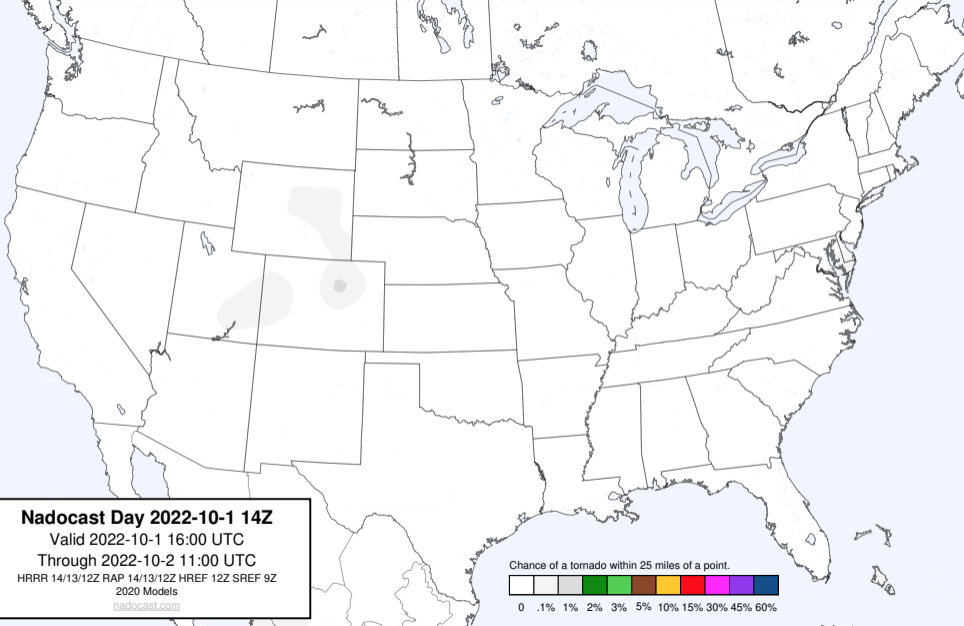 Nadocast Day 2022-10-1 14Z
Valid 2022-10-1 16:00 UTC
Through 2022-10-2 11:00 UTC
HRRR 14/13/12Z RAP 14/13/12Z HREF 12Z SREF 9Z
2020 Models
nadocast.com
Chance of a tornado within 25 miles of a point.
0 .1% 1% 2% 3% 5% 10% 15% 30% 45% 60%